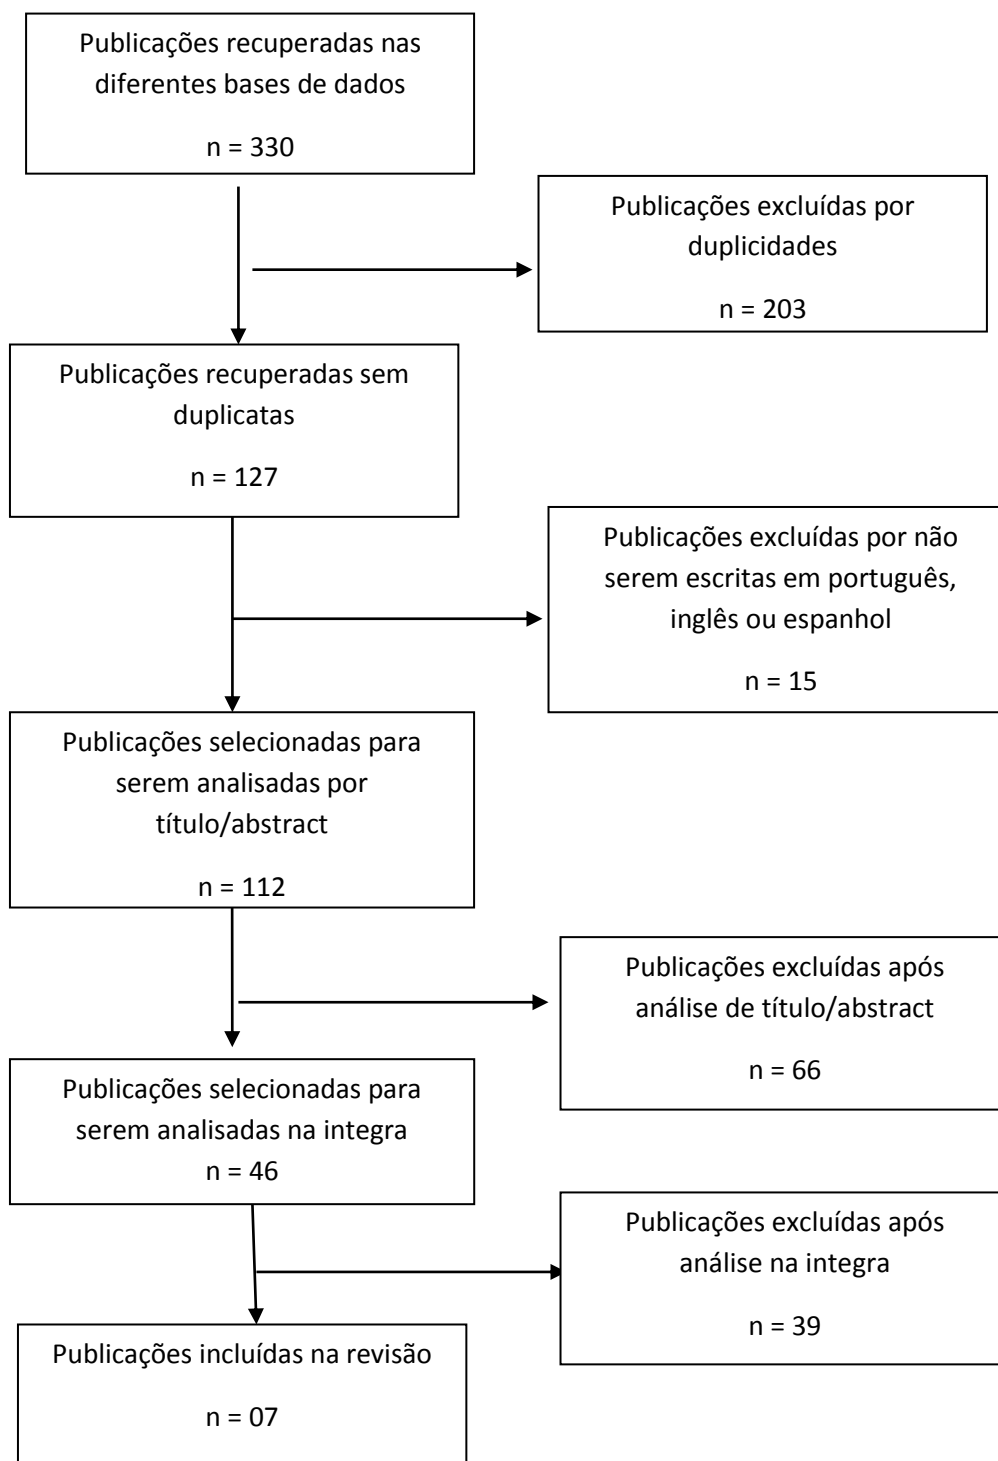 Publicações recuperadas nas
diferentes bases de dados
n = 330
Publicações excluídas por
duplicidades
n = 203
Publicações recuperadas sem
duplicatas
n = 127
Publicações excluídas por não
serem escritas em português,
inglês ou espanhol
n = 15
Publicações selecionadas para
serem analisadas por
título/abstract
n = 112
Publicações excluídas após
análise de título/abstract
n = 66
Publicações selecionadas para
serem analisadas na integra
n = 46
Publicações excluídas após
análise na integra
n = 39
Publicações incluídas na revisão
n = 07